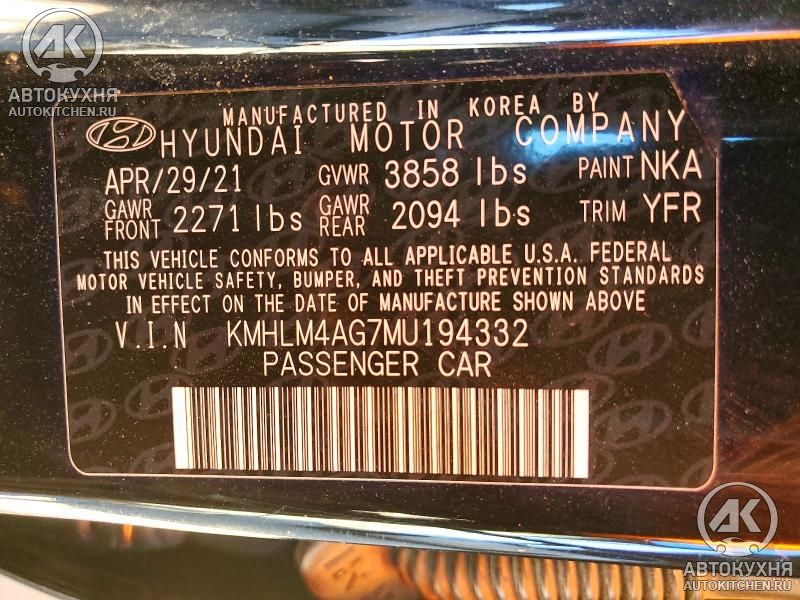 АВТОКУХНЯ
AUTOKITCHEN.RU
MANUFACTURED IN KOREA BY
HYUNDAI MOTOR COMPANY
APR/29/21 GVWR 3858 lbs PAINT NKA
GAWR FRONT 2271 lbs GAWR REAR 2094 lbs TRIM YFR
THIS VEHICLE CONFORMS TO ALL APPLICABLE U.S.A. FEDERAL
MOTOR VEHICLE SAFETY, BUMPER, AND THEFT PREVENTION STANDARDS
IN EFFECT ON THE DATE OF MANUFACTURE SHOWN ABOVE.
V.I.N KMHLM4AG7MU194332
PASSENGER CAR
АВТОКУХНЯ
AUTOKITCHEN.RU